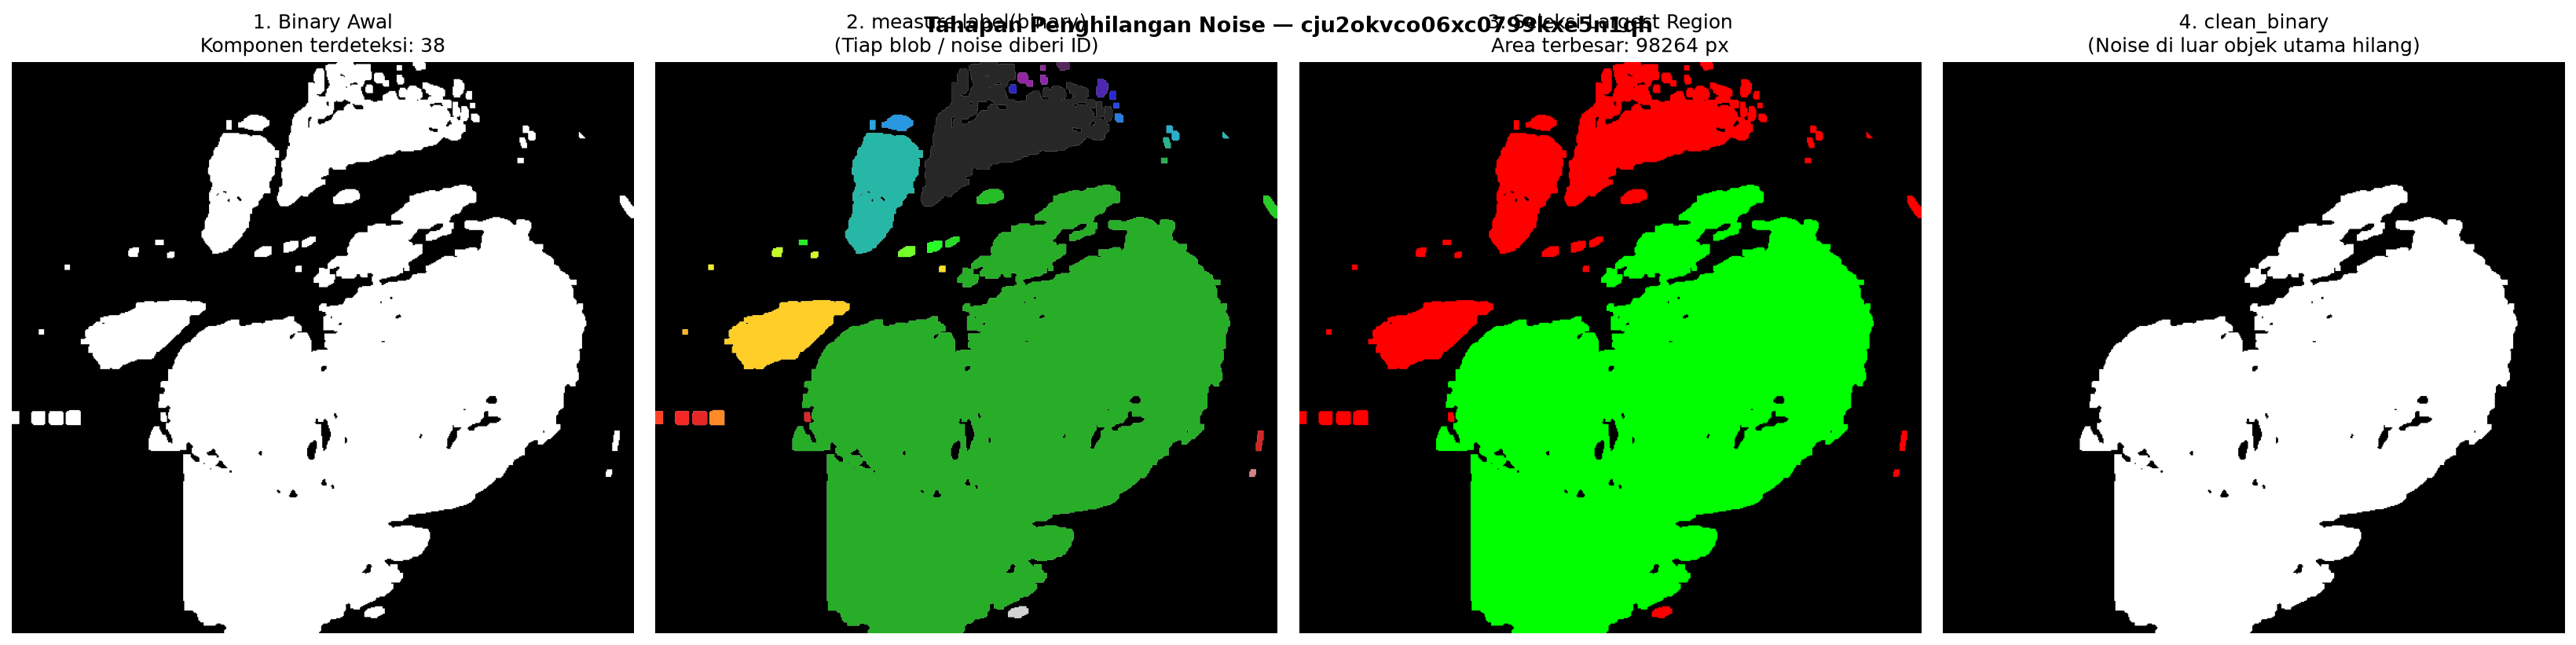 Tahapan Penghilangan Noise — cju2okvco06xc0799kxe5n1qh
1. Binary Awal
Komponen terdeteksi: 38
2. measure.label(binary)
(Tiap blob / noise diberi ID)
3. Seleksi Largest Region
Area terbesar: 98264 px
4. clean_binary
(Noise di luar objek utama hilang)